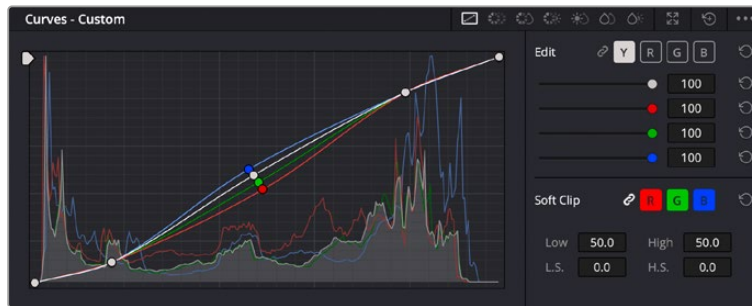 Curves - Custom
Edit Y R G B
100
100
100
100
Soft Clip R G B
Low 50.0 High 50.0
L.S. 0.0 H.S. 0.0